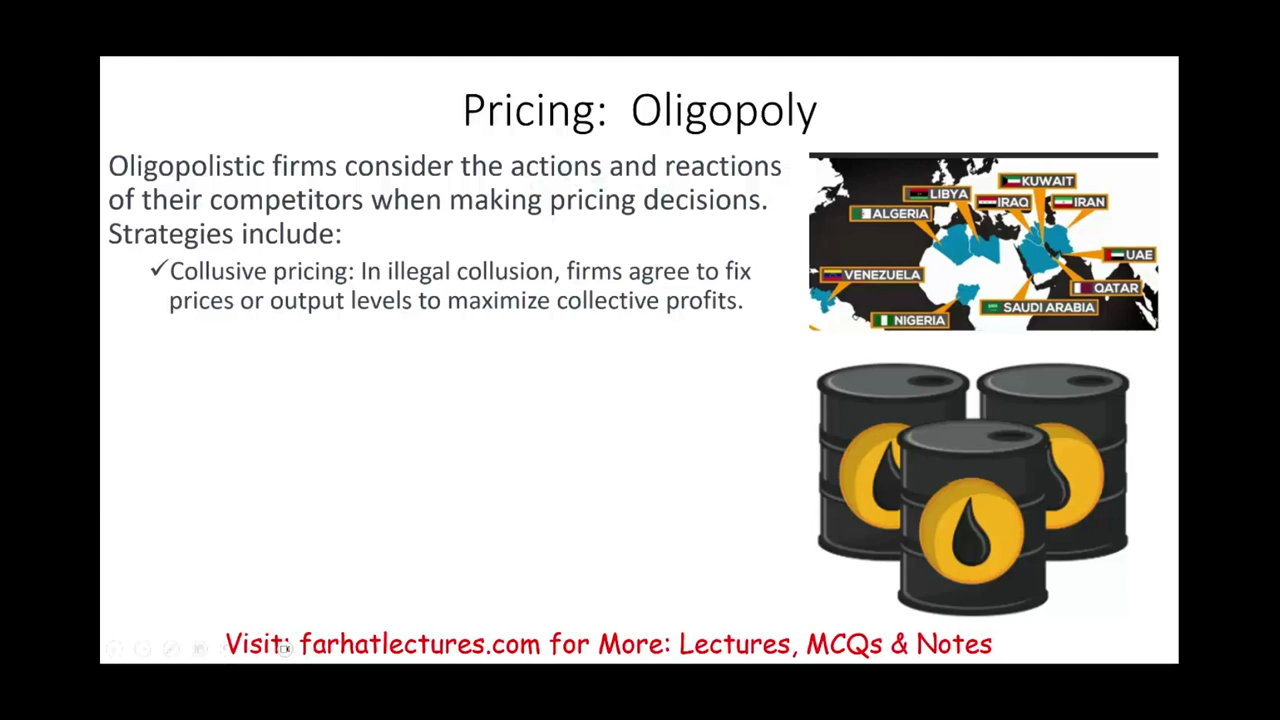 Pricing: Oligopoly
Oligopolistic firms consider the actions and reactions
of their competitors when making pricing decisions.
Strategies include:
✓Collusive pricing: In illegal collusion, firms agree to fix
prices or output levels to maximize collective profits.
KUWAIT
LIBYA
IRAQ
IRAN
ALGERIA
UAE
VENEZUELA
QATAR
SAUDI ARABIA
NIGERIA
Visit: farhatlectures.com for More: Lectures, MCQs & Notes